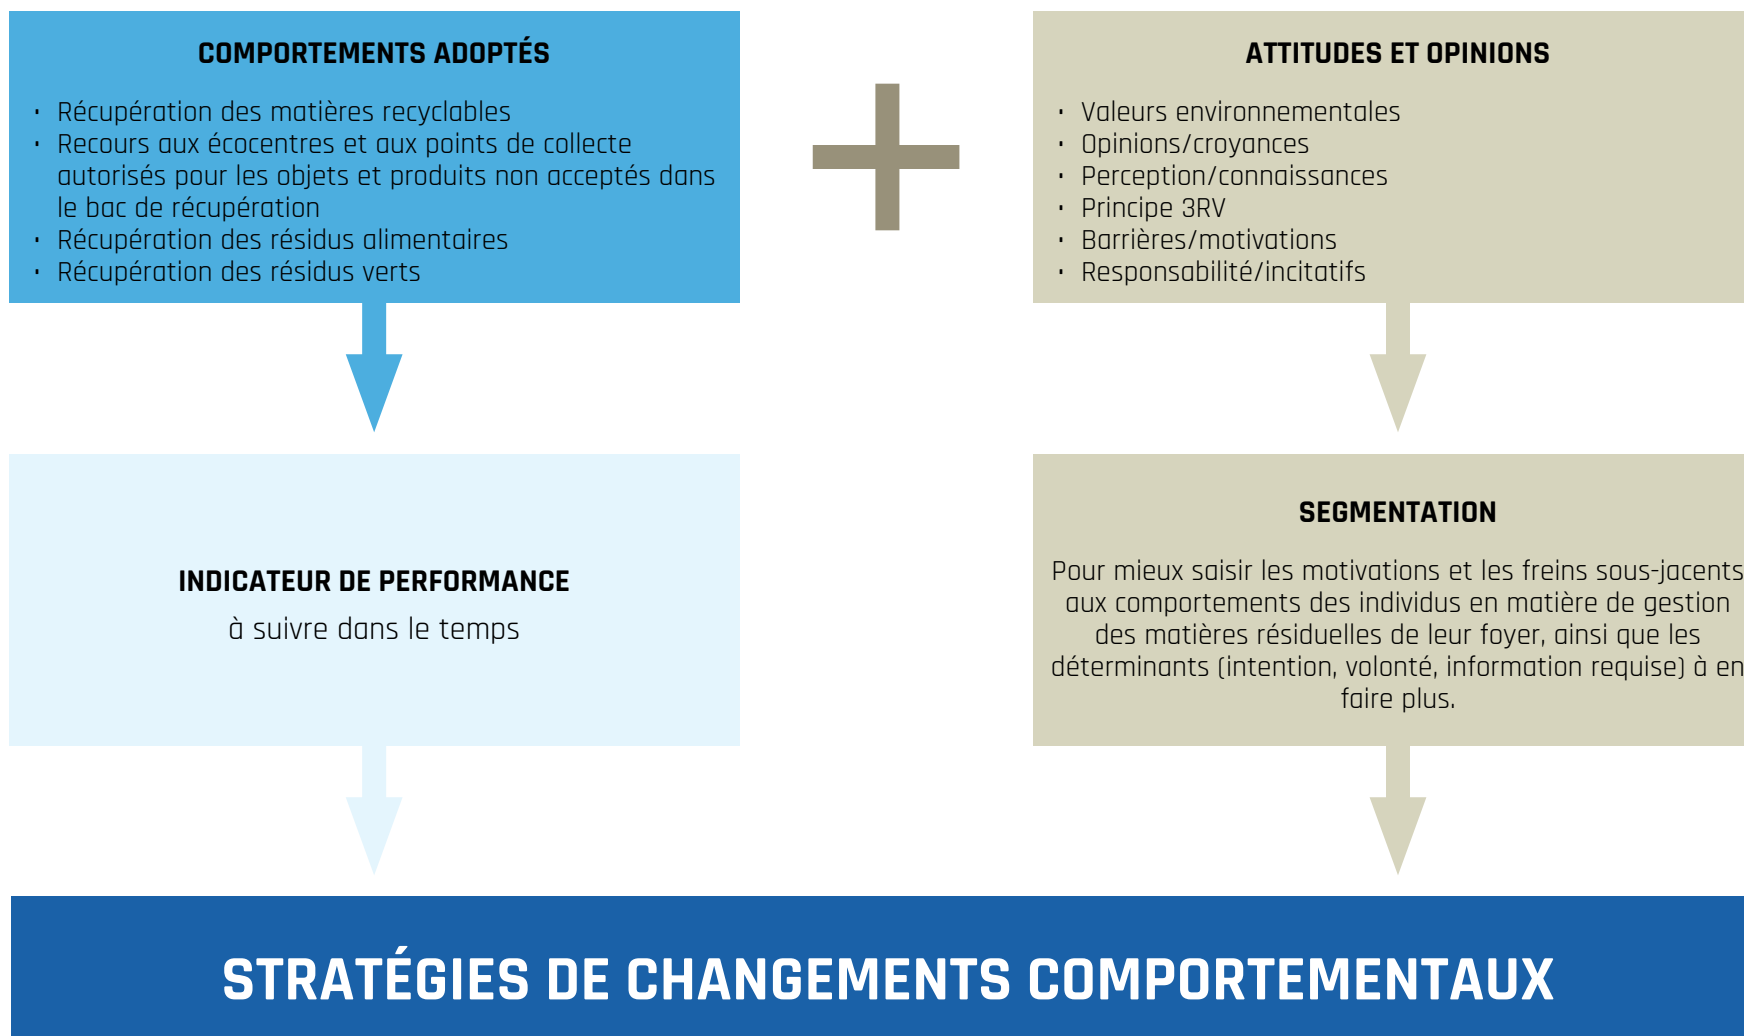 COMPORTEMENTS ADOPTÉS
· Récupération des matières recyclables
· Recours aux écocentres et aux points de collecte
autorisés pour les objets et produits non acceptés dans
le bac de récupération
· Récupération des résidus alimentaires
· Récupération des résidus verts
ATTITUDES ET OPINIONS
· Valeurs environnementales
· Opinions/croyances
· Perception/connaissances
· Principe 3RV
· Barrières/motivations
· Responsabilité/incitatifs
INDICATEUR DE PERFORMANCE
à suivre dans le temps
SEGMENTATION
Pour mieux saisir les motivations et les freins sous-jacents
aux comportements des individus en matière de gestion
des matières résiduelles de leur foyer, ainsi que les
déterminants (intention, volonté, information requise) à en
faire plus.
STRATÉGIES DE CHANGEMENTS COMPORTEMENTAUX